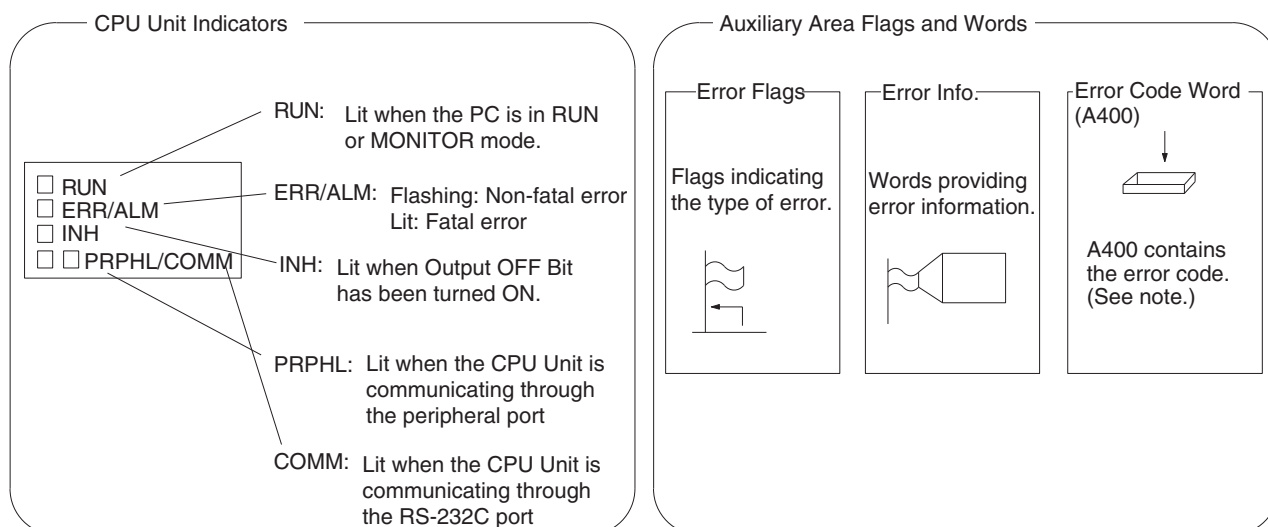 CPU Unit Indicators
RUN
ERR/ALM
INH
PRPHL/COMM
RUN: Lit when the PC is in RUN
or MONITOR mode.
ERR/ALM: Flashing: Non-fatal error
Lit: Fatal error
INH: Lit when Output OFF Bit
has been turned ON.
PRPHL: Lit when the CPU Unit is
communicating through
the peripheral port
COMM: Lit when the CPU Unit is
communicating through
the RS-232C port
Auxiliary Area Flags and Words
Error Flags
Flags indicating
the type of error.
Error Info.
Words providing
error information.
Error Code Word
(A400)
A400 contains
the error code.
(See note.)